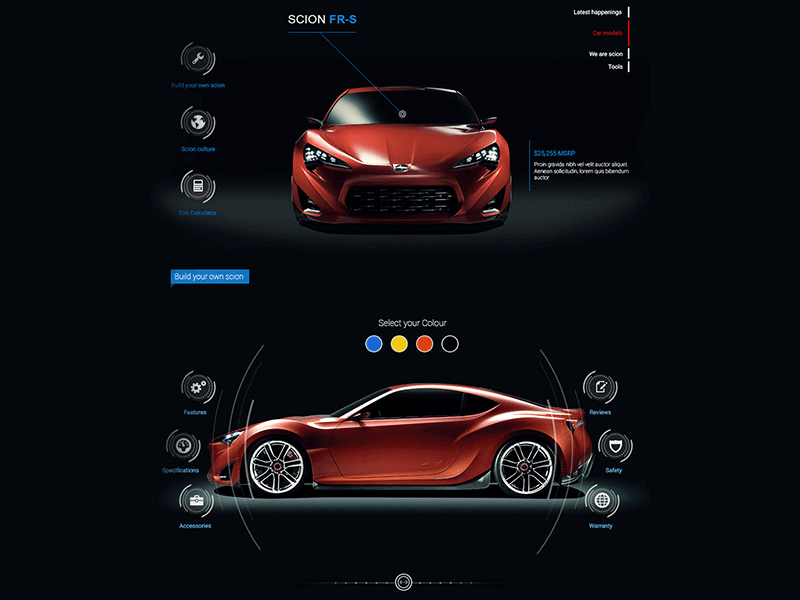 SCION FR-S
Latest happenings
Car models
We are scion
Tools
Build your own scion
Scion culture
Emi Calculator
$25,255 MSRP
Proin gravida nibh vel velit auctor aliquet.
Aenean sollicitudin, lorem quis bibendum
auctor
Build your own scion
Select your Colour
Features
Specifications
Accessories
Reviews
Safety
Warranty